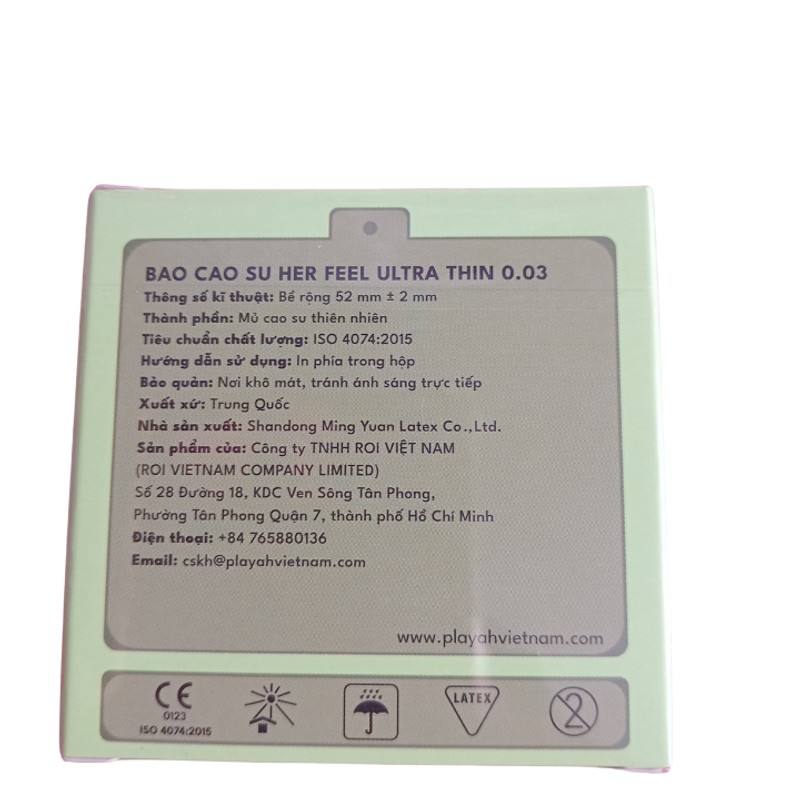 BAO CAO SU HER FEEL ULTRA THIN 0.03
Thông số kĩ thuật: Bề rộng 52 mm ± 2 mm
Thành phần: Mủ cao su thiên nhiên
Tiêu chuẩn chất lượng: ISO 4074:2015
Hướng dẫn sử dụng: In phía trong hộp
Bảo quản: Nơi khô mát, tránh ánh sáng trực tiếp
Xuất xứ: Trung Quốc
Nhà sản xuất: Shandong Ming Yuan Latex Co.,Ltd.
Sản phẩm của: Công ty TNHH ROI VIỆT NAM
(ROI VIETNAM COMPANY LIMITED)
Số 28 Đường 18, KDC Ven Sông Tân Phong,
Phường Tân Phong Quận 7, thành phố Hồ Chí Minh
Điện thoại: +84 765880136
Email: cskh@playahvietnam.com
www.playahvietnam.com
CE
0123
ISO 4074:2015
LATEX
2